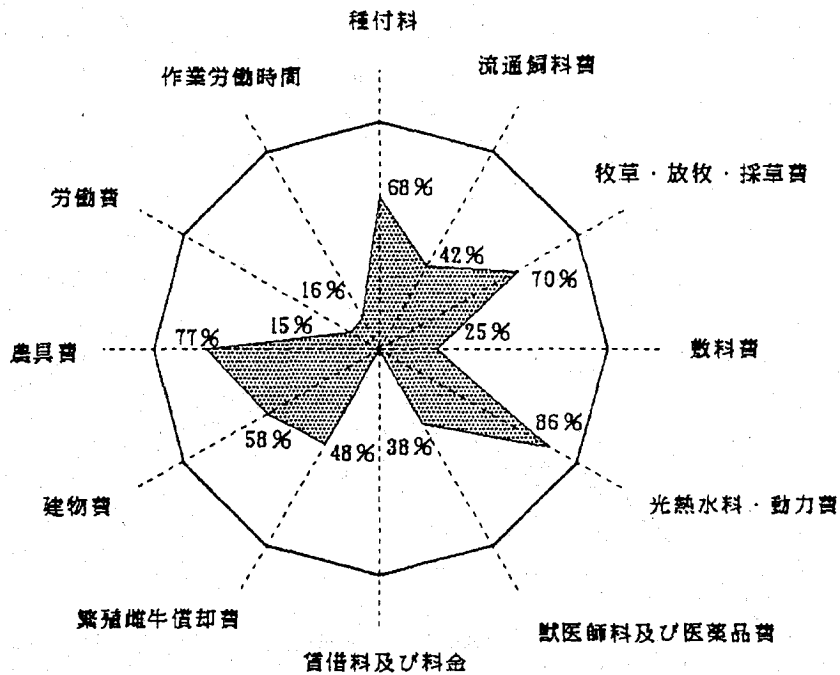 種付料
作業労働時間
流通飼料費
牧草・放牧・採草費
労働費
68%
42%
70%
16%
15%
25%
77%
農具費
敷料費
86%
58%
48%
38%
建物費
光熱水料・動力費
繁殖雌牛償却費
獣医師料及び医薬品費
賃借料及び料金